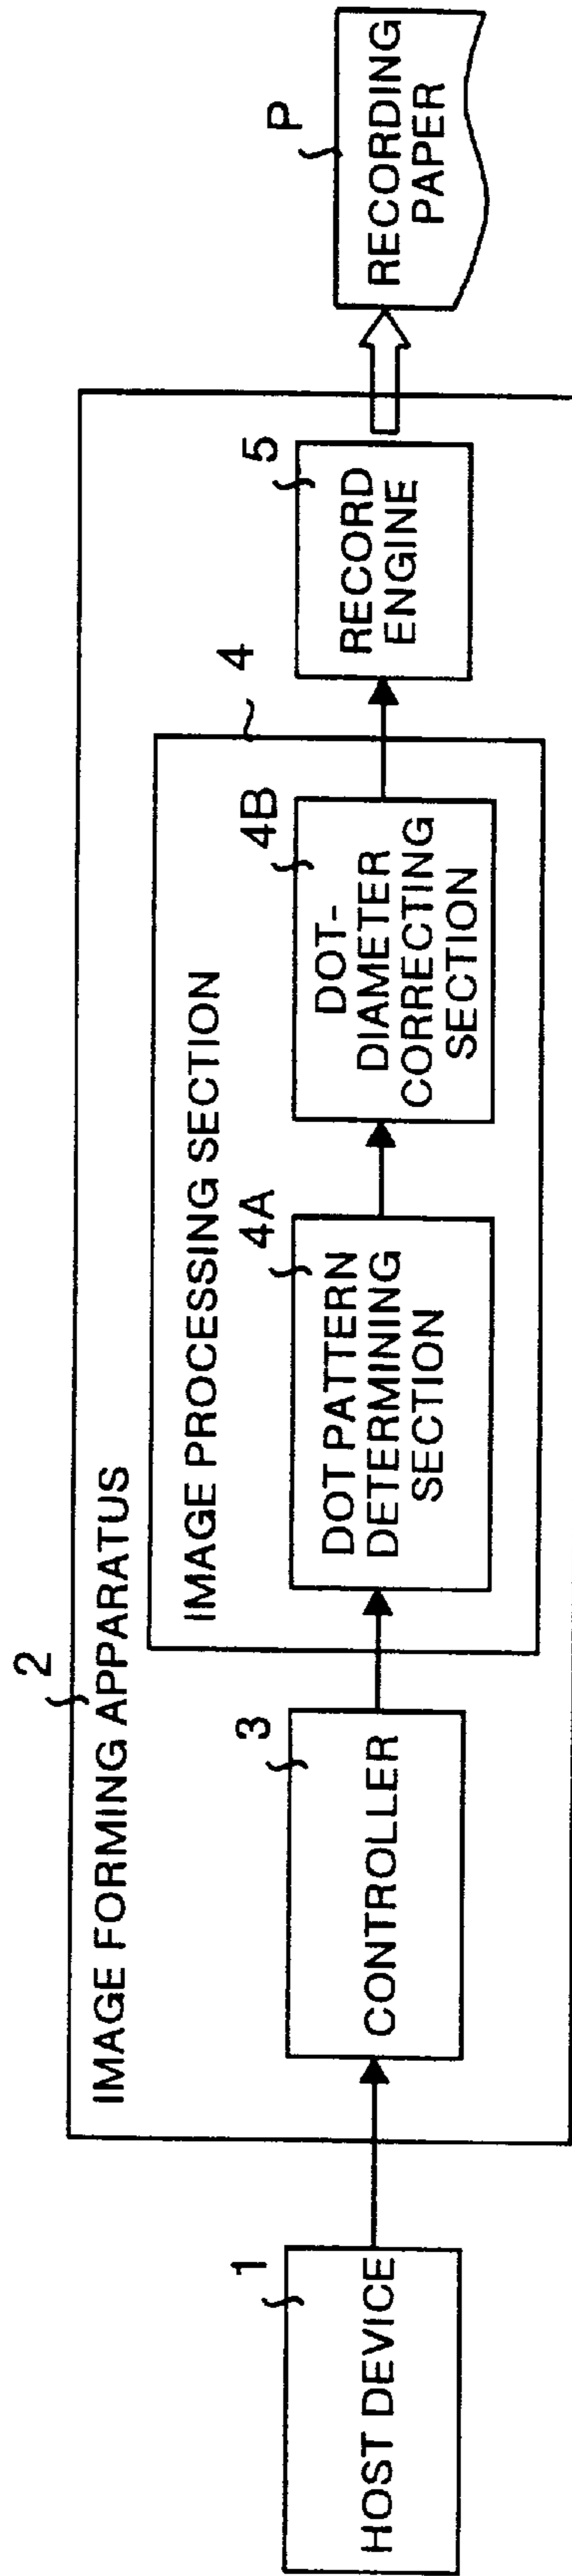 1
HOST DEVICE
2
IMAGE FORMING APPARATUS
3
CONTROLLER
IMAGE PROCESSING SECTION
4
4A
DOT PATTERN
DETERMINING
SECTION
4B
DOT-
DIAMETER
CORRECTING
SECTION
5
RECORD
ENGINE
P
RECORDING
PAPER